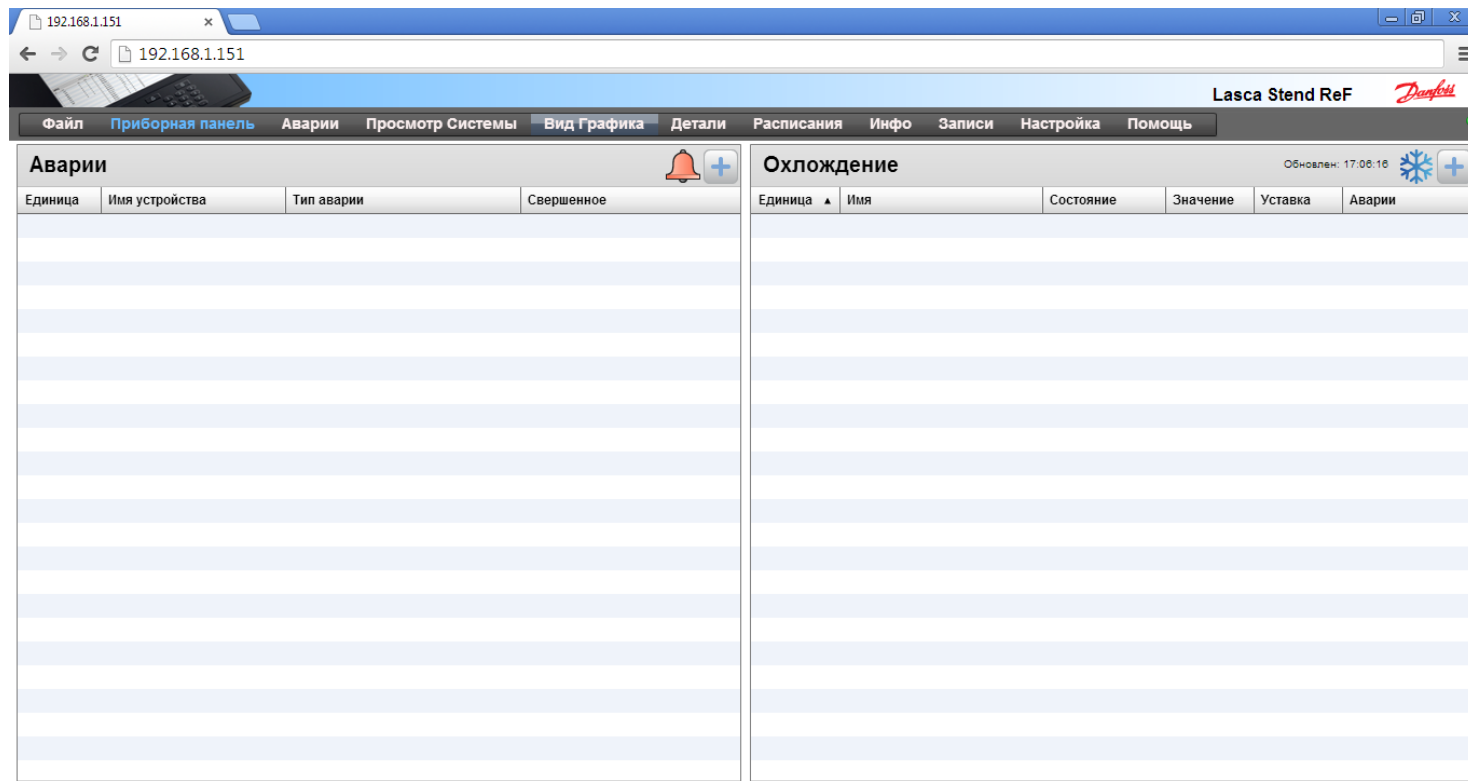 192.168.1.151
192.168.1.151
Lasca Stend ReF Danfoss
Файл Приборная панель Аварии Просмотр Системы Вид Графика Детали Расписания Инфо Записи Настройка Помощь
Аварии
Единица Имя устройства Тип аварии Свершенное
Охлождение Обновлен: 17:06:16
Единица ▲ Имя Состояние Значение Уставка Аварии